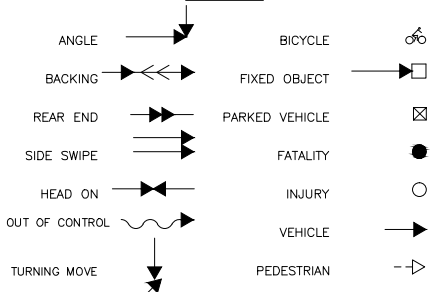 ANGLE
BACKING
REAR END
SIDE SWIPE
HEAD ON
OUT OF CONTROL
TURNING MOVE
BICYCLE
FIXED OBJECT
PARKED VEHICLE
FATALITY
INJURY
VEHICLE
PEDESTRIAN